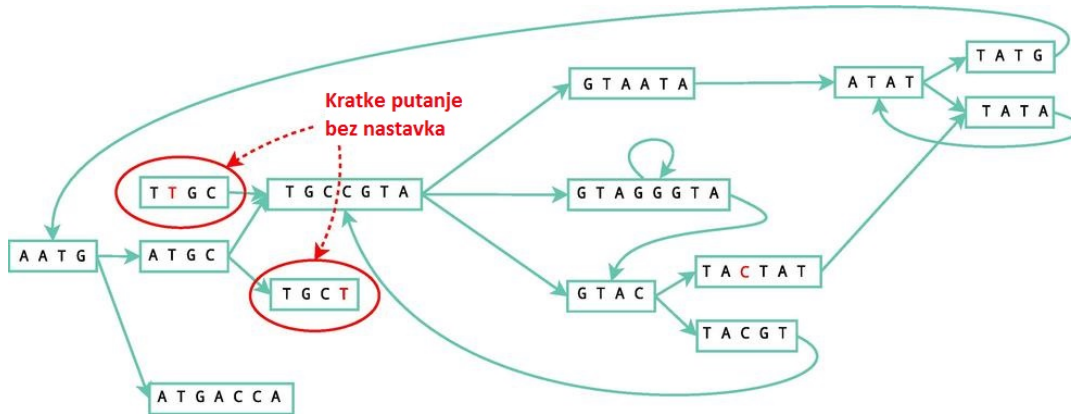 T A T G
G T A A T A
A T A T
Kratke putanje
bez nastavka
T A T A
T T G C
T G C C G T A
G T A G G G T A
A A T G
A T G C
T G C T
G T A C
T A C T A T
T A C G T
A T G A C C A